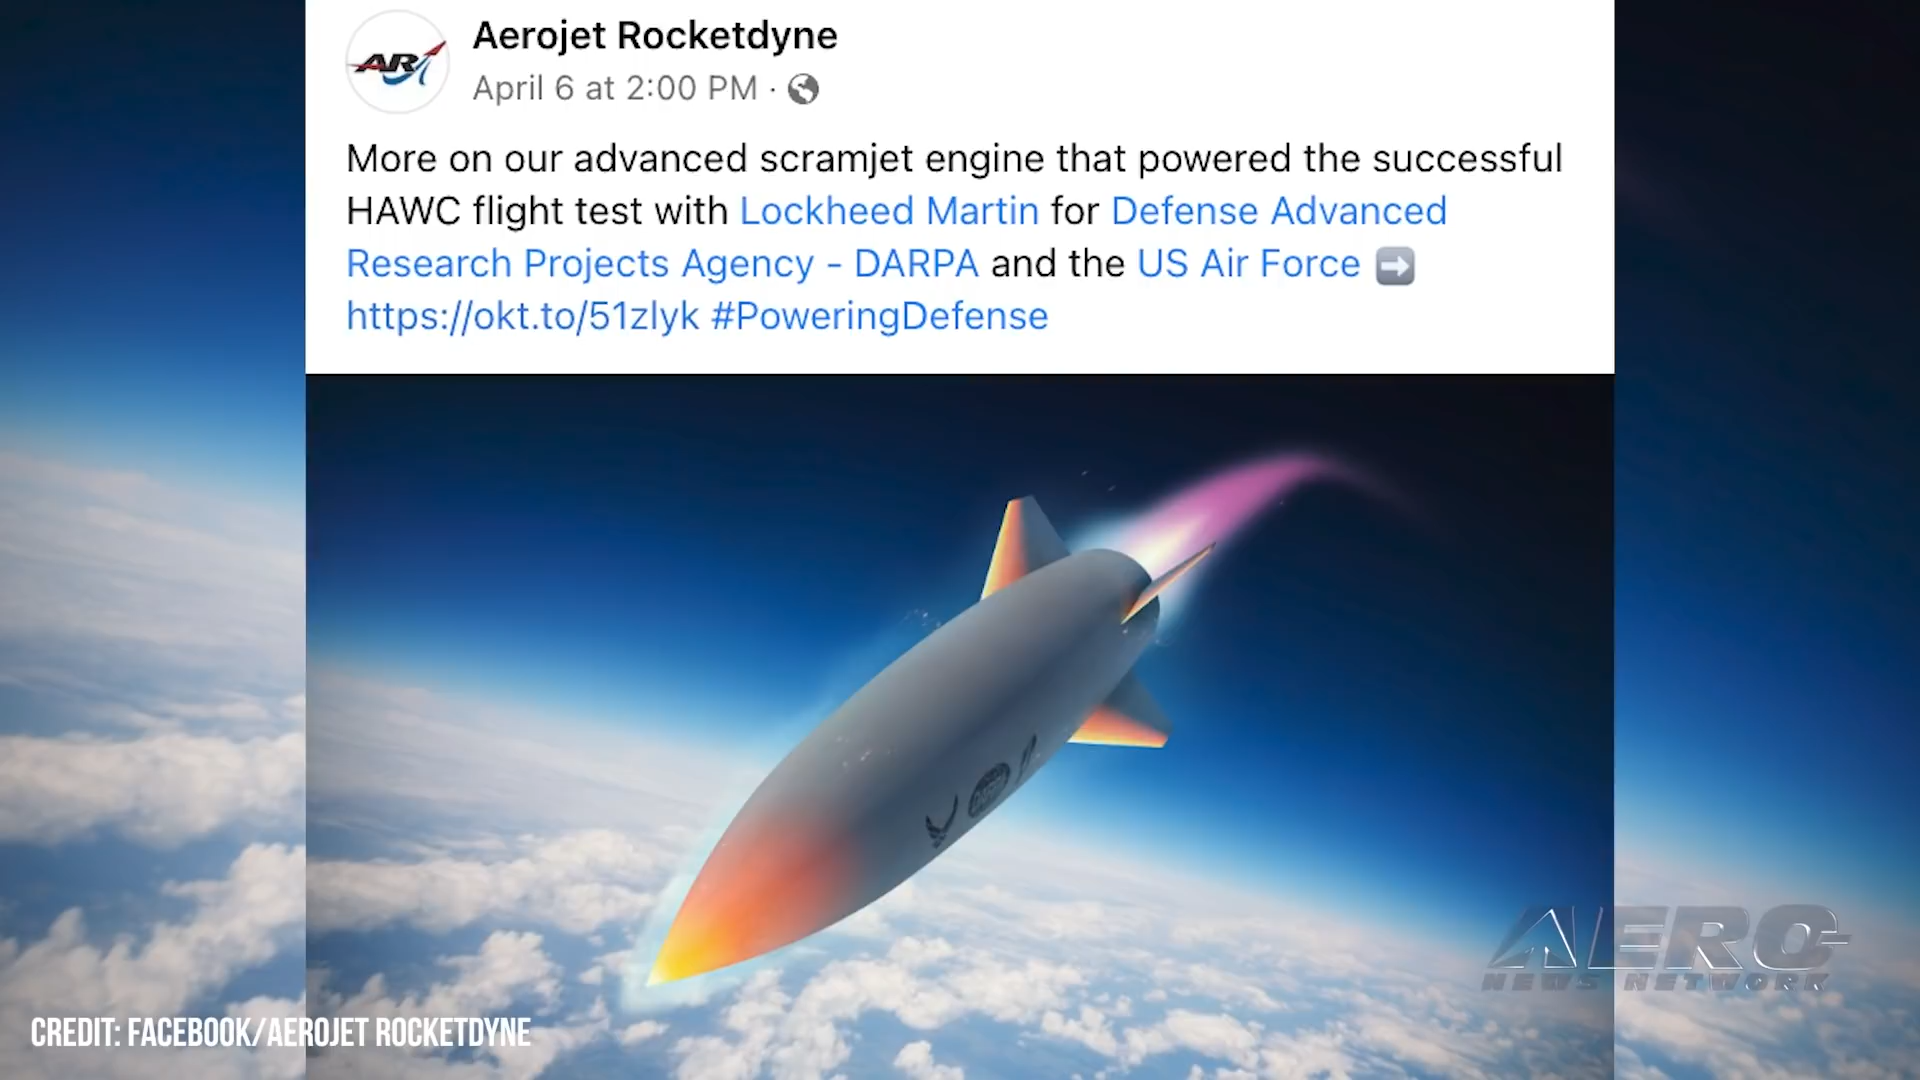 AR
Aerojet Rocketdyne
April 6 at 2:00 PM ·
More on our advanced scramjet engine that powered the successful
HAWC flight test with Lockheed Martin for Defense Advanced
Research Projects Agency - DARPA and the US Air Force ➡️
https://okt.to/51zlyk #PoweringDefense
DARPA
AERO-
NEWS NETWORK
CREDIT: FACEBOOK/AEROJET ROCKETDYNE